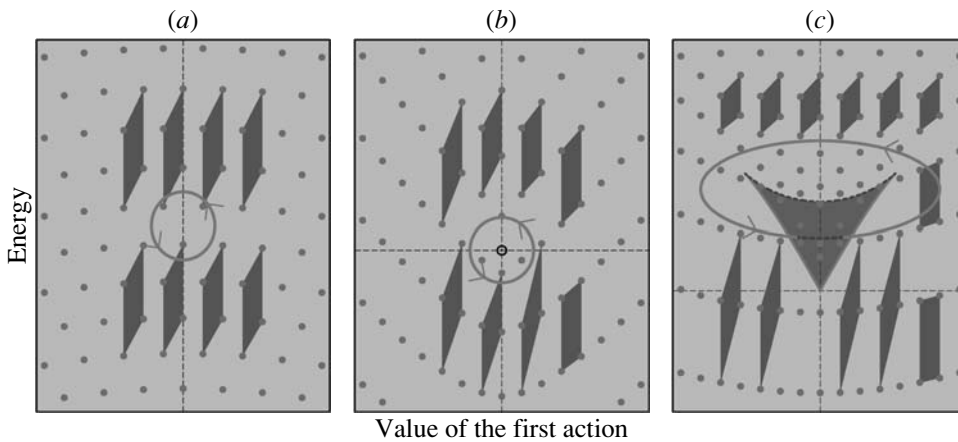 (a) (b) (c)
Energy
Value of the first action